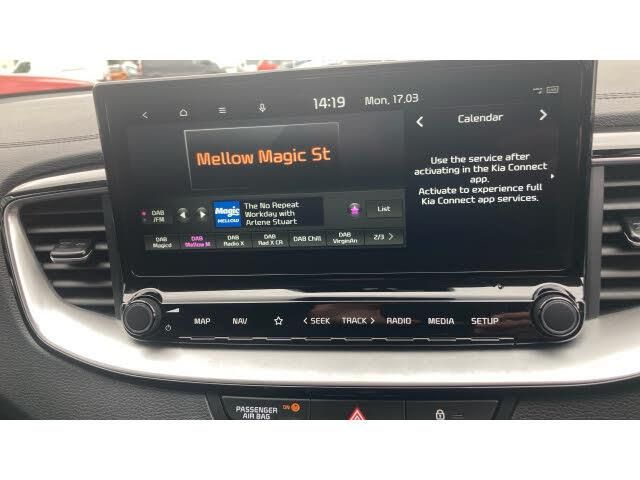 14:19 Mon, 17.03
Calendar
Mellow Magic St
Use the service after
activating in the Kia Connect
app.
Activate to experience full
Kia Connect app services.
DAB
/FM
Magic
MELLOW
The No Repeat
Workday with
Arlene Stuart
List
DAB
Magicd
DAB
Mellow M
DAB
Radio X
DAB
Rad X CR
DAB Chill
DAB
VirginAn
2/3
MAP NAV SEEK TRACK RADIO MEDIA SETUP
PASSENGER
AIR BAG
ON